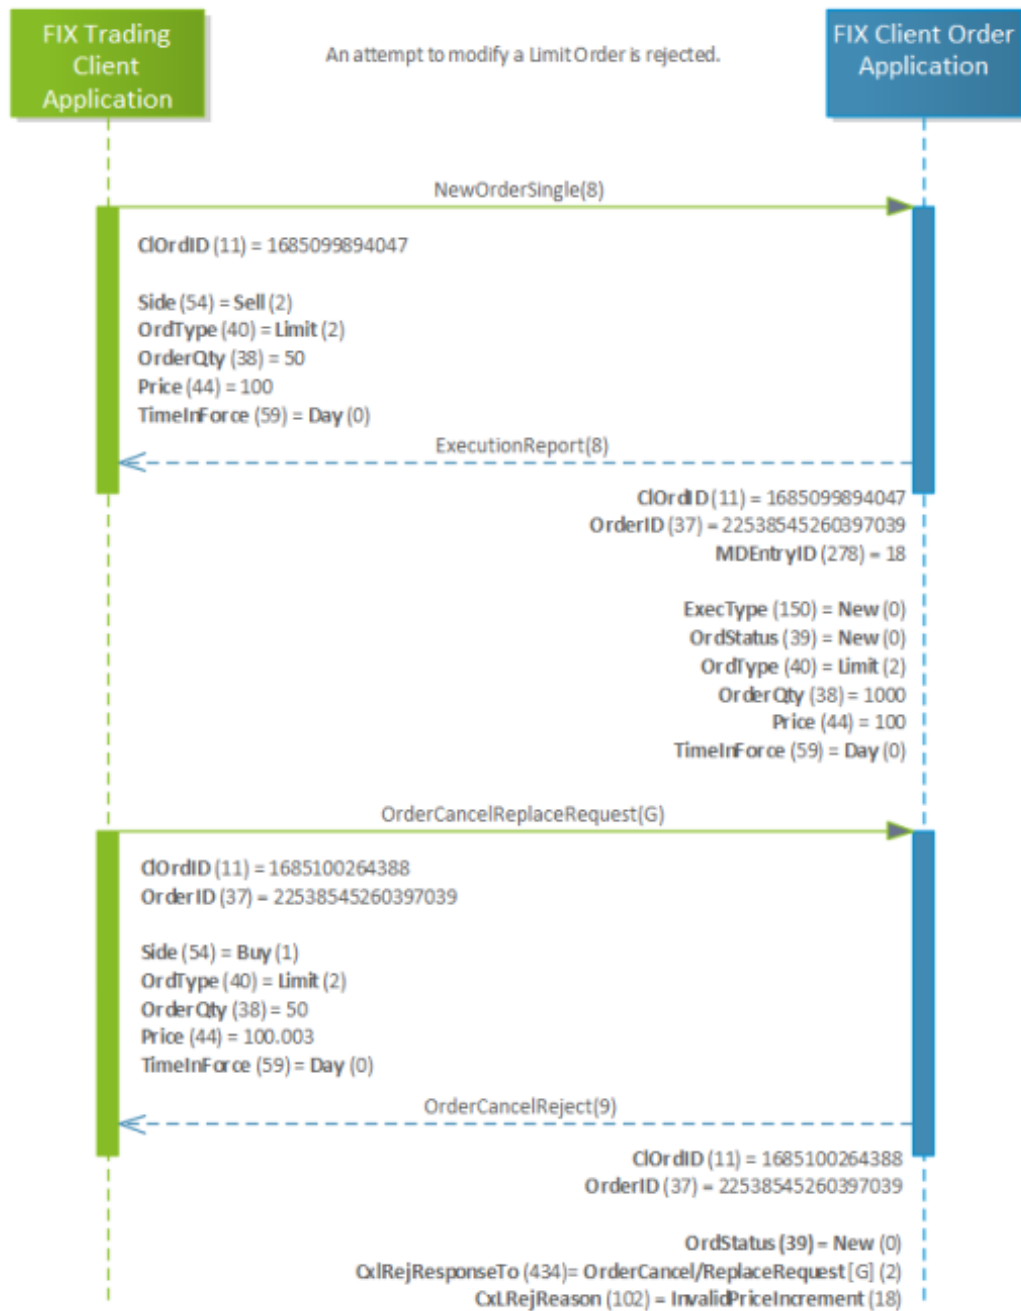 FIX Trading
Client
Application
An attempt to modify a Limit Order is rejected.
FIX Client Order
Application
NewOrderSingle(8)
ClOrdID (11) = 1685099894047
Side (54) = Sell (2)
OrdType (40) = Limit (2)
OrderQty (38) = 50
Price (44) = 100
TimeInForce (59) = Day (0)
ExecutionReport(8)
ClOrdID (11) = 1685099894047
OrderID (37) = 22538545260397039
MDEntryID (278) = 18
ExecType (150) = New (0)
OrdStatus (39) = New (0)
OrdType (40) = Limit (2)
OrderQty (38) = 1000
Price (44) = 100
TimeInForce (59) = Day (0)
OrderCancelReplaceRequest(G)
ClOrdID (11) = 1685100264388
OrderID (37) = 22538545260397039
Side (54) = Buy (1)
OrdType (40) = Limit (2)
OrderQty (38) = 50
Price (44) = 100.003
TimeInForce (59) = Day (0)
OrderCancelReject(9)
ClOrdID (11) = 1685100264388
OrderID (37) = 22538545260397039
OrdStatus (39) = New (0)
CxlRejResponseTo (434)= OrderCancel/ReplaceRequest [G] (2)
CxLRejReason (102) = InvalidPriceIncrement (18)